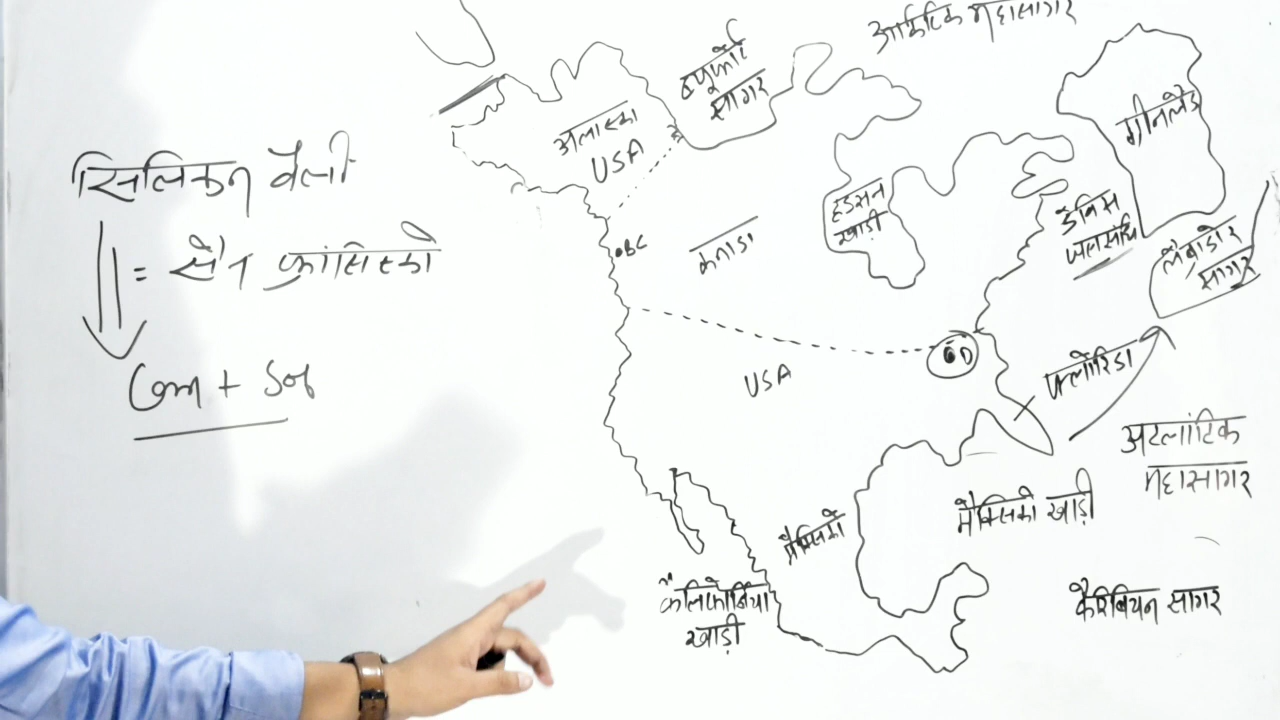 आर्कटिक महासागर
ब्यूफोर्ट
सागर
ग्रीनलैंड
अलास्का
USA
सिलिकन वैली
= सैन फ्रांसिस्को
Com + Sof
BC
कनाडा
हडसन
खाड़ी
डेविस
जलसंधि
लैब्राडोर
सागर
USA
D
फ्लोरिडा
अटलांटिक
महासागर
मैक्सिको
मैक्सिको खाड़ी
कैलिफोर्निया
खाड़ी
कैरिबियन सागर